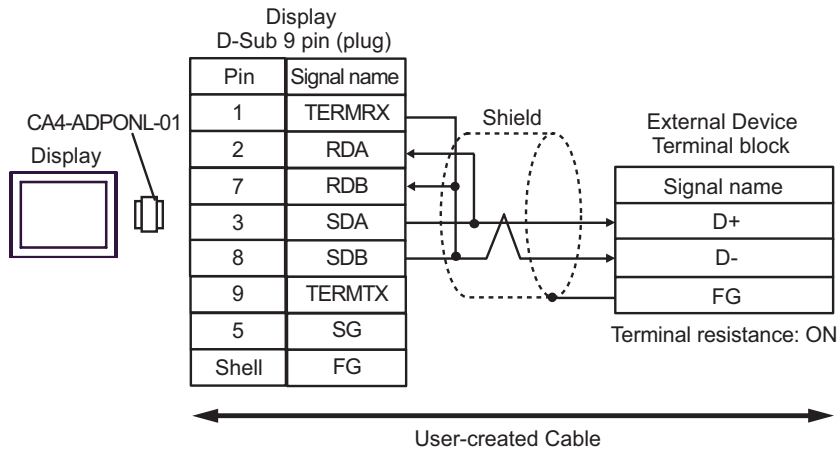 Display
D-Sub 9 pin (plug)
Pin Signal name
1 TERMRX
2 RDA
7 RDB
3 SDA
8 SDB
9 TERMTX
5 SG
Shell FG
CA4-ADPONL-01
Display
Shield
External Device
Terminal block
Signal name
D+
D-
FG
Terminal resistance: ON
User-created Cable